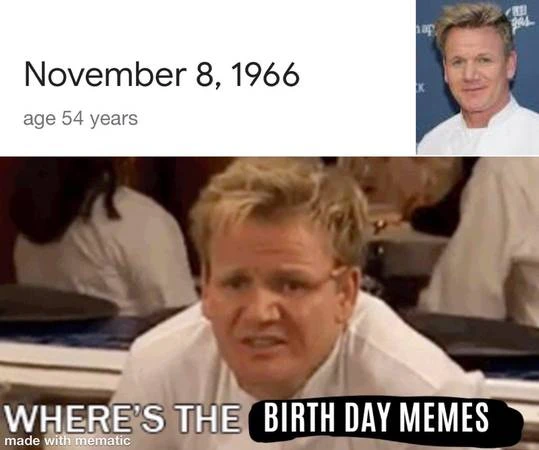 November 8, 1966
age 54 years
WHERE'S THE BIRTH DAY MEMES
made with mematic